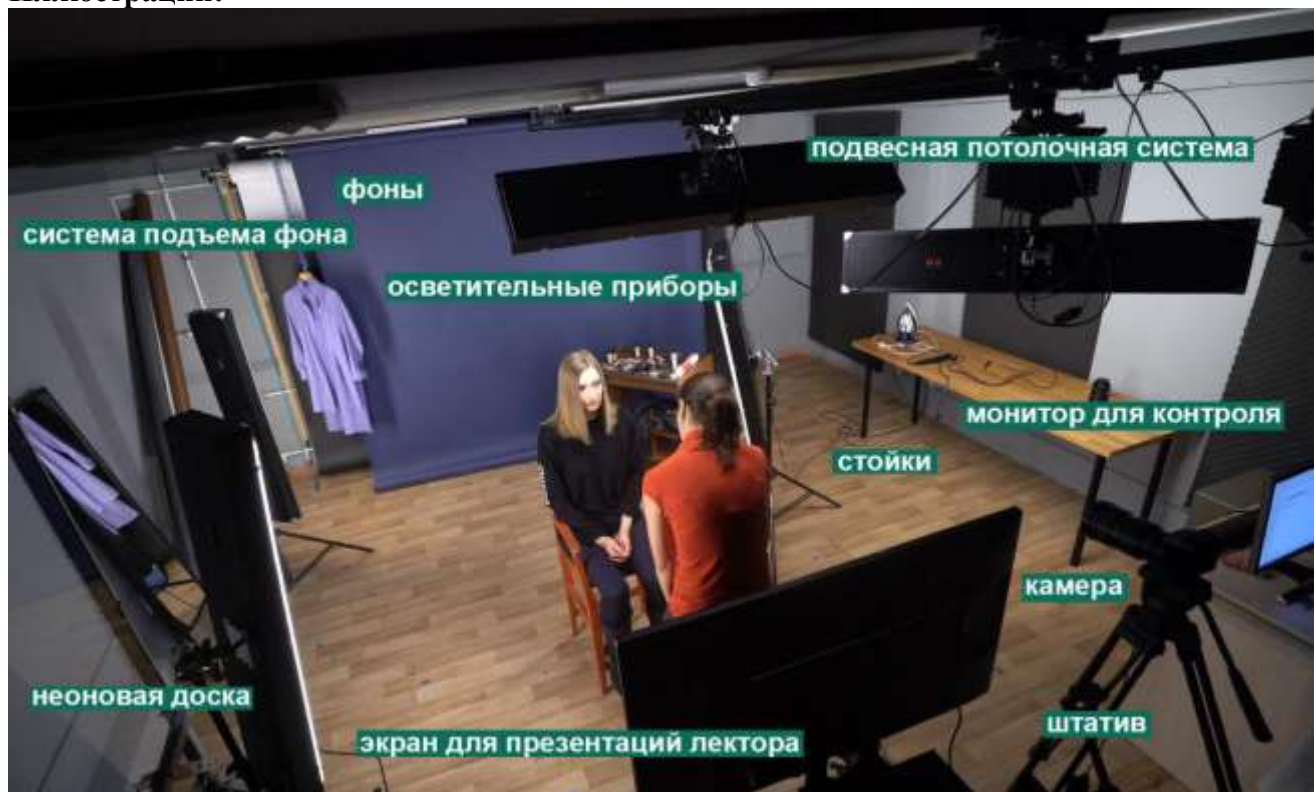 подвесная потолочная система
фоны
система подъема фона
осветительные приборы
монитор для контроля
стойки
камера
неоновая доска
штатив
экран для презентаций лектора